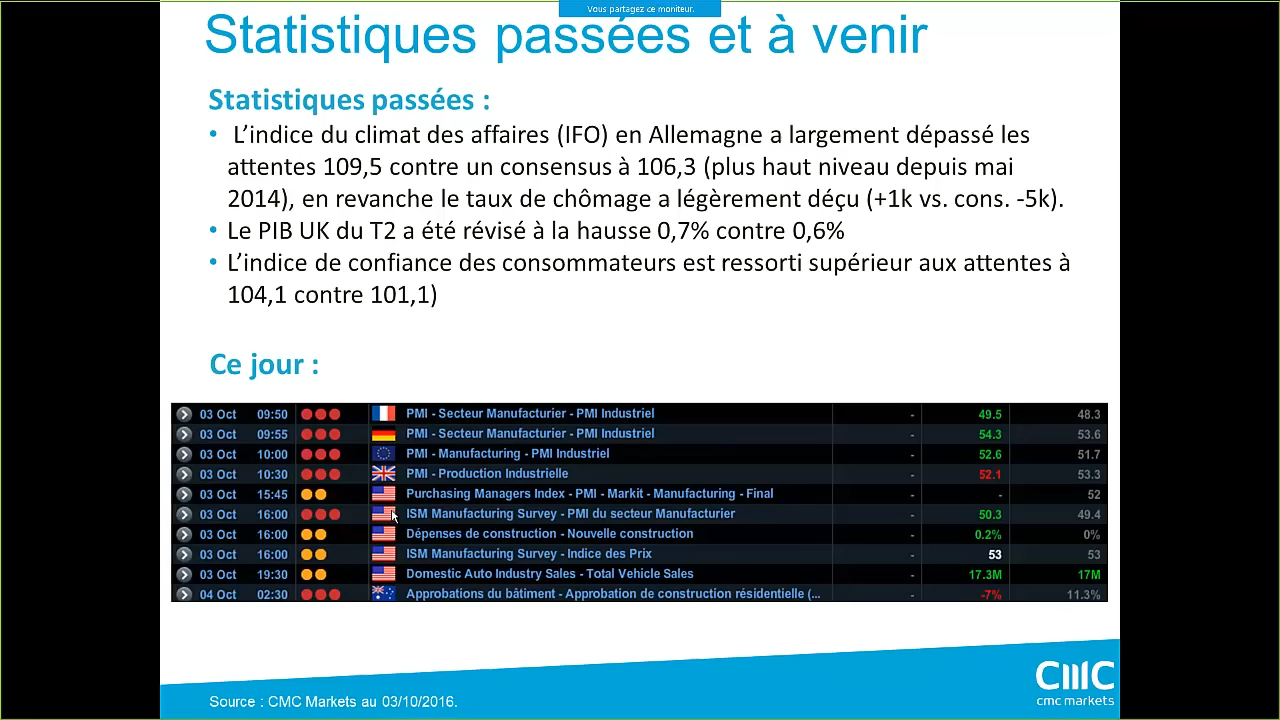 Vous partagez ce moniteur.
Statistiques passées et à venir
Statistiques passées :
• L’indice du climat des affaires (IFO) en Allemagne a largement dépassé les
attentes 109,5 contre un consensus à 106,3 (plus haut niveau depuis mai
2014), en revanche le taux de chômage a légèrement déçu (+1k vs. cons. -5k).
• Le PIB UK du T2 a été révisé à la hausse 0,7% contre 0,6%
• L’indice de confiance des consommateurs est ressorti supérieur aux attentes à
104,1 contre 101,1)
Ce jour :
03 Oct 09:50 PMI - Secteur Manufacturier - PMI Industriel - 49.5 48.3
03 Oct 09:55 PMI - Secteur Manufacturier - PMI Industriel - 54.3 53.6
03 Oct 10:00 PMI - Manufacturing - PMI Industriel - 52.6 51.7
03 Oct 10:30 PMI - Production Industrielle - 52.1 53.3
03 Oct 15:45 Purchasing Managers Index - PMI - Markit - Manufacturing - Final - - 52
03 Oct 16:00 ISM Manufacturing Survey - PMI du secteur Manufacturier - 50.3 49.4
03 Oct 16:00 Dépenses de construction - Nouvelle construction - 0.2% 0%
03 Oct 16:00 ISM Manufacturing Survey - Indice des Prix - 53 53
03 Oct 19:30 Domestic Auto Industry Sales - Total Vehicle Sales - 17.3M 17M
04 Oct 02:30 Approbations du bâtiment - Approbation de construction résidentielle (... - -7% 11.3%
Source : CMC Markets au 03/10/2016.
CMC
cmc markets